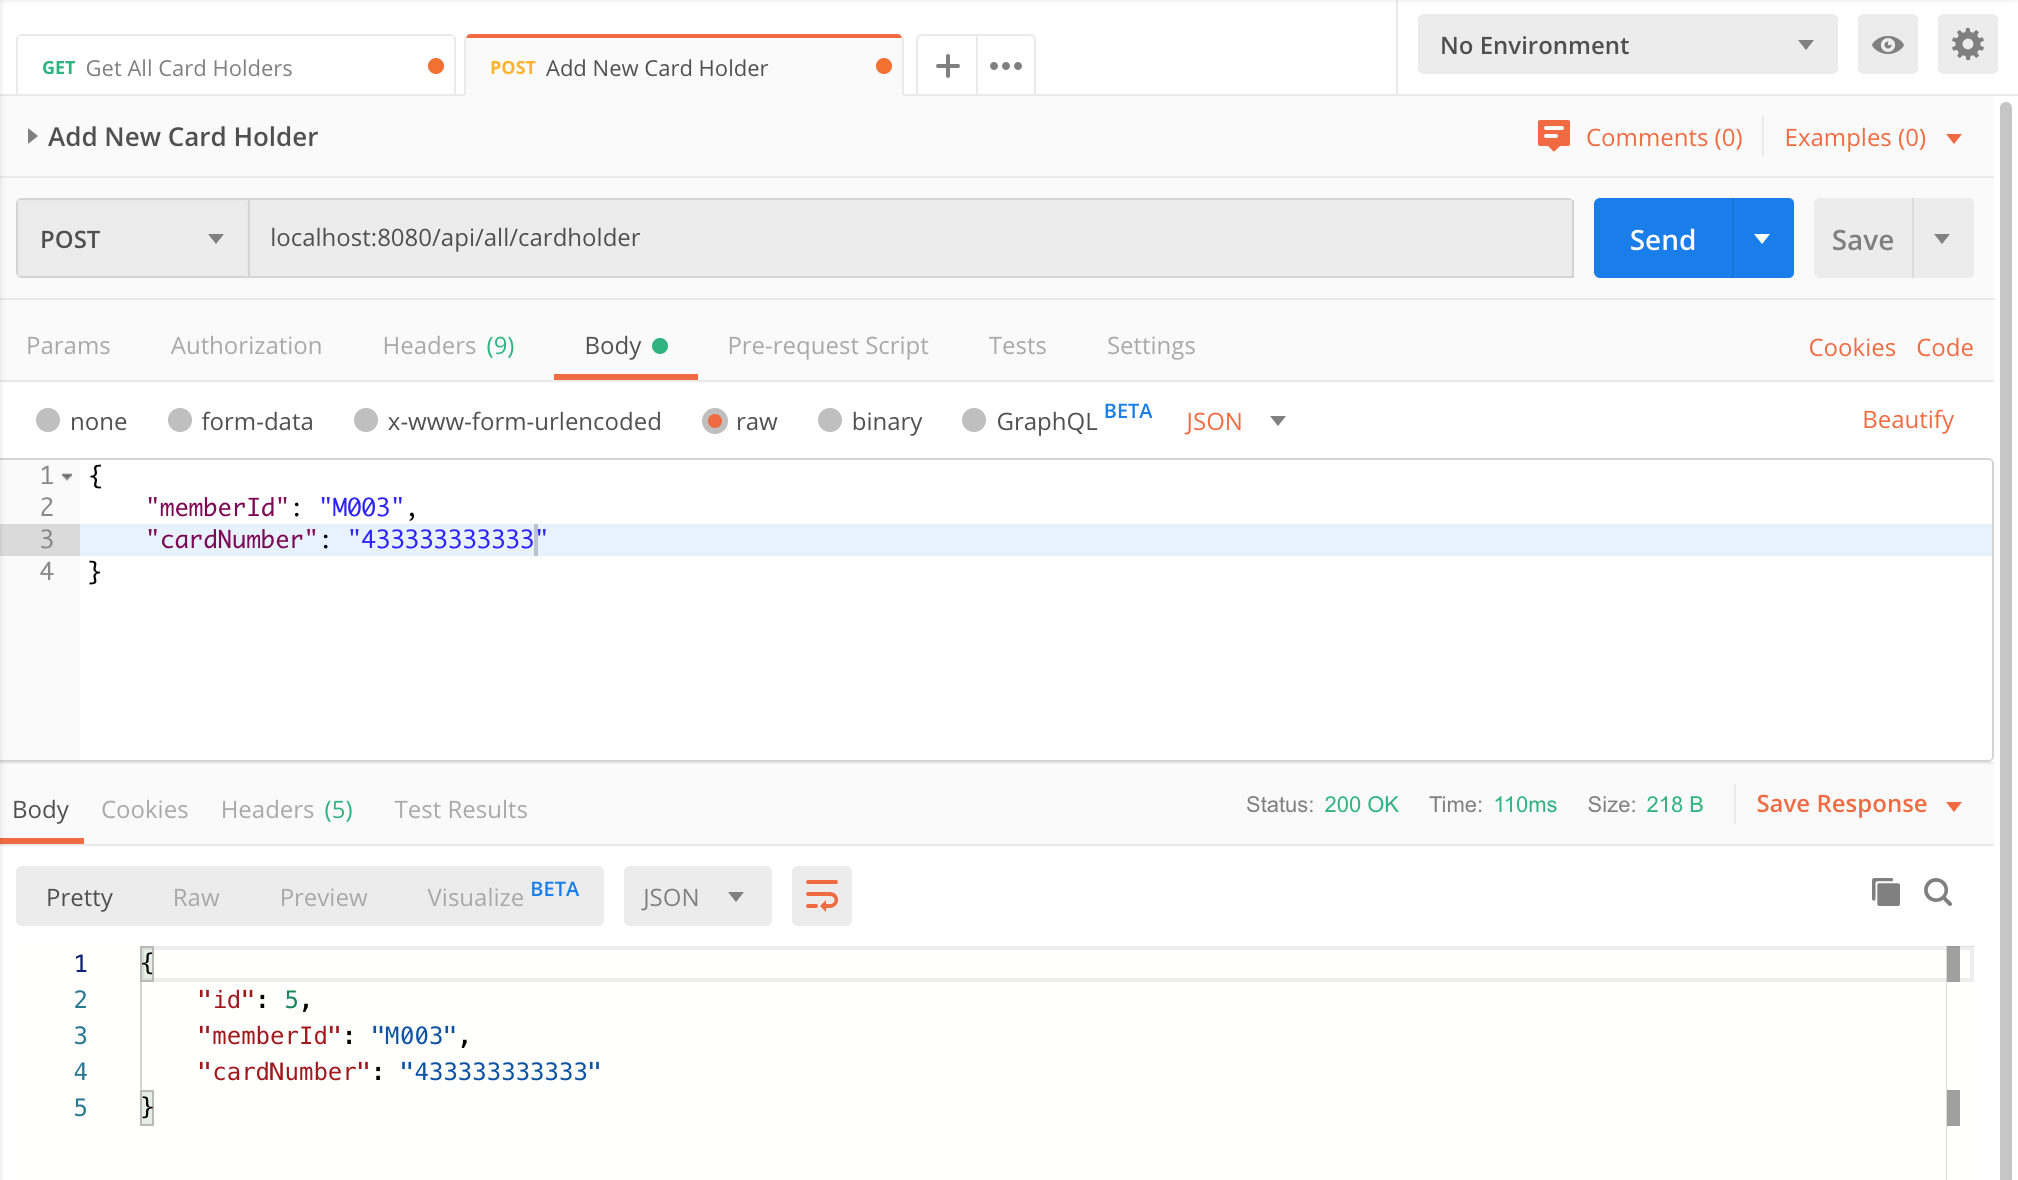 GET Get All Card Holders
POST Add New Card Holder
No Environment
Add New Card Holder
Comments (0)
Examples (0)
POST
localhost:8080/api/all/cardholder
Send
Save
Params Authorization Headers (9) Body Pre-request Script Tests Settings Cookies Code
none form-data x-www-form-urlencoded raw binary GraphQL BETA JSON Beautify
1 {
2 "memberId": "M003",
3 "cardNumber": "433333333333"
4 }
Body Cookies Headers (5) Test Results Status: 200 OK Time: 110ms Size: 218 B Save Response
Pretty Raw Preview Visualize BETA JSON
1 {
2 "id": 5,
3 "memberId": "M003",
4 "cardNumber": "433333333333"
5 }